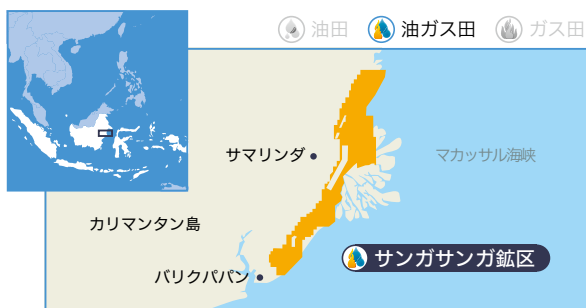 油田 油ガス田 ガス田
サマリンダ
マカッサル海峡
カリマンタン島
サンガサンガ鉱区
バリクパパン